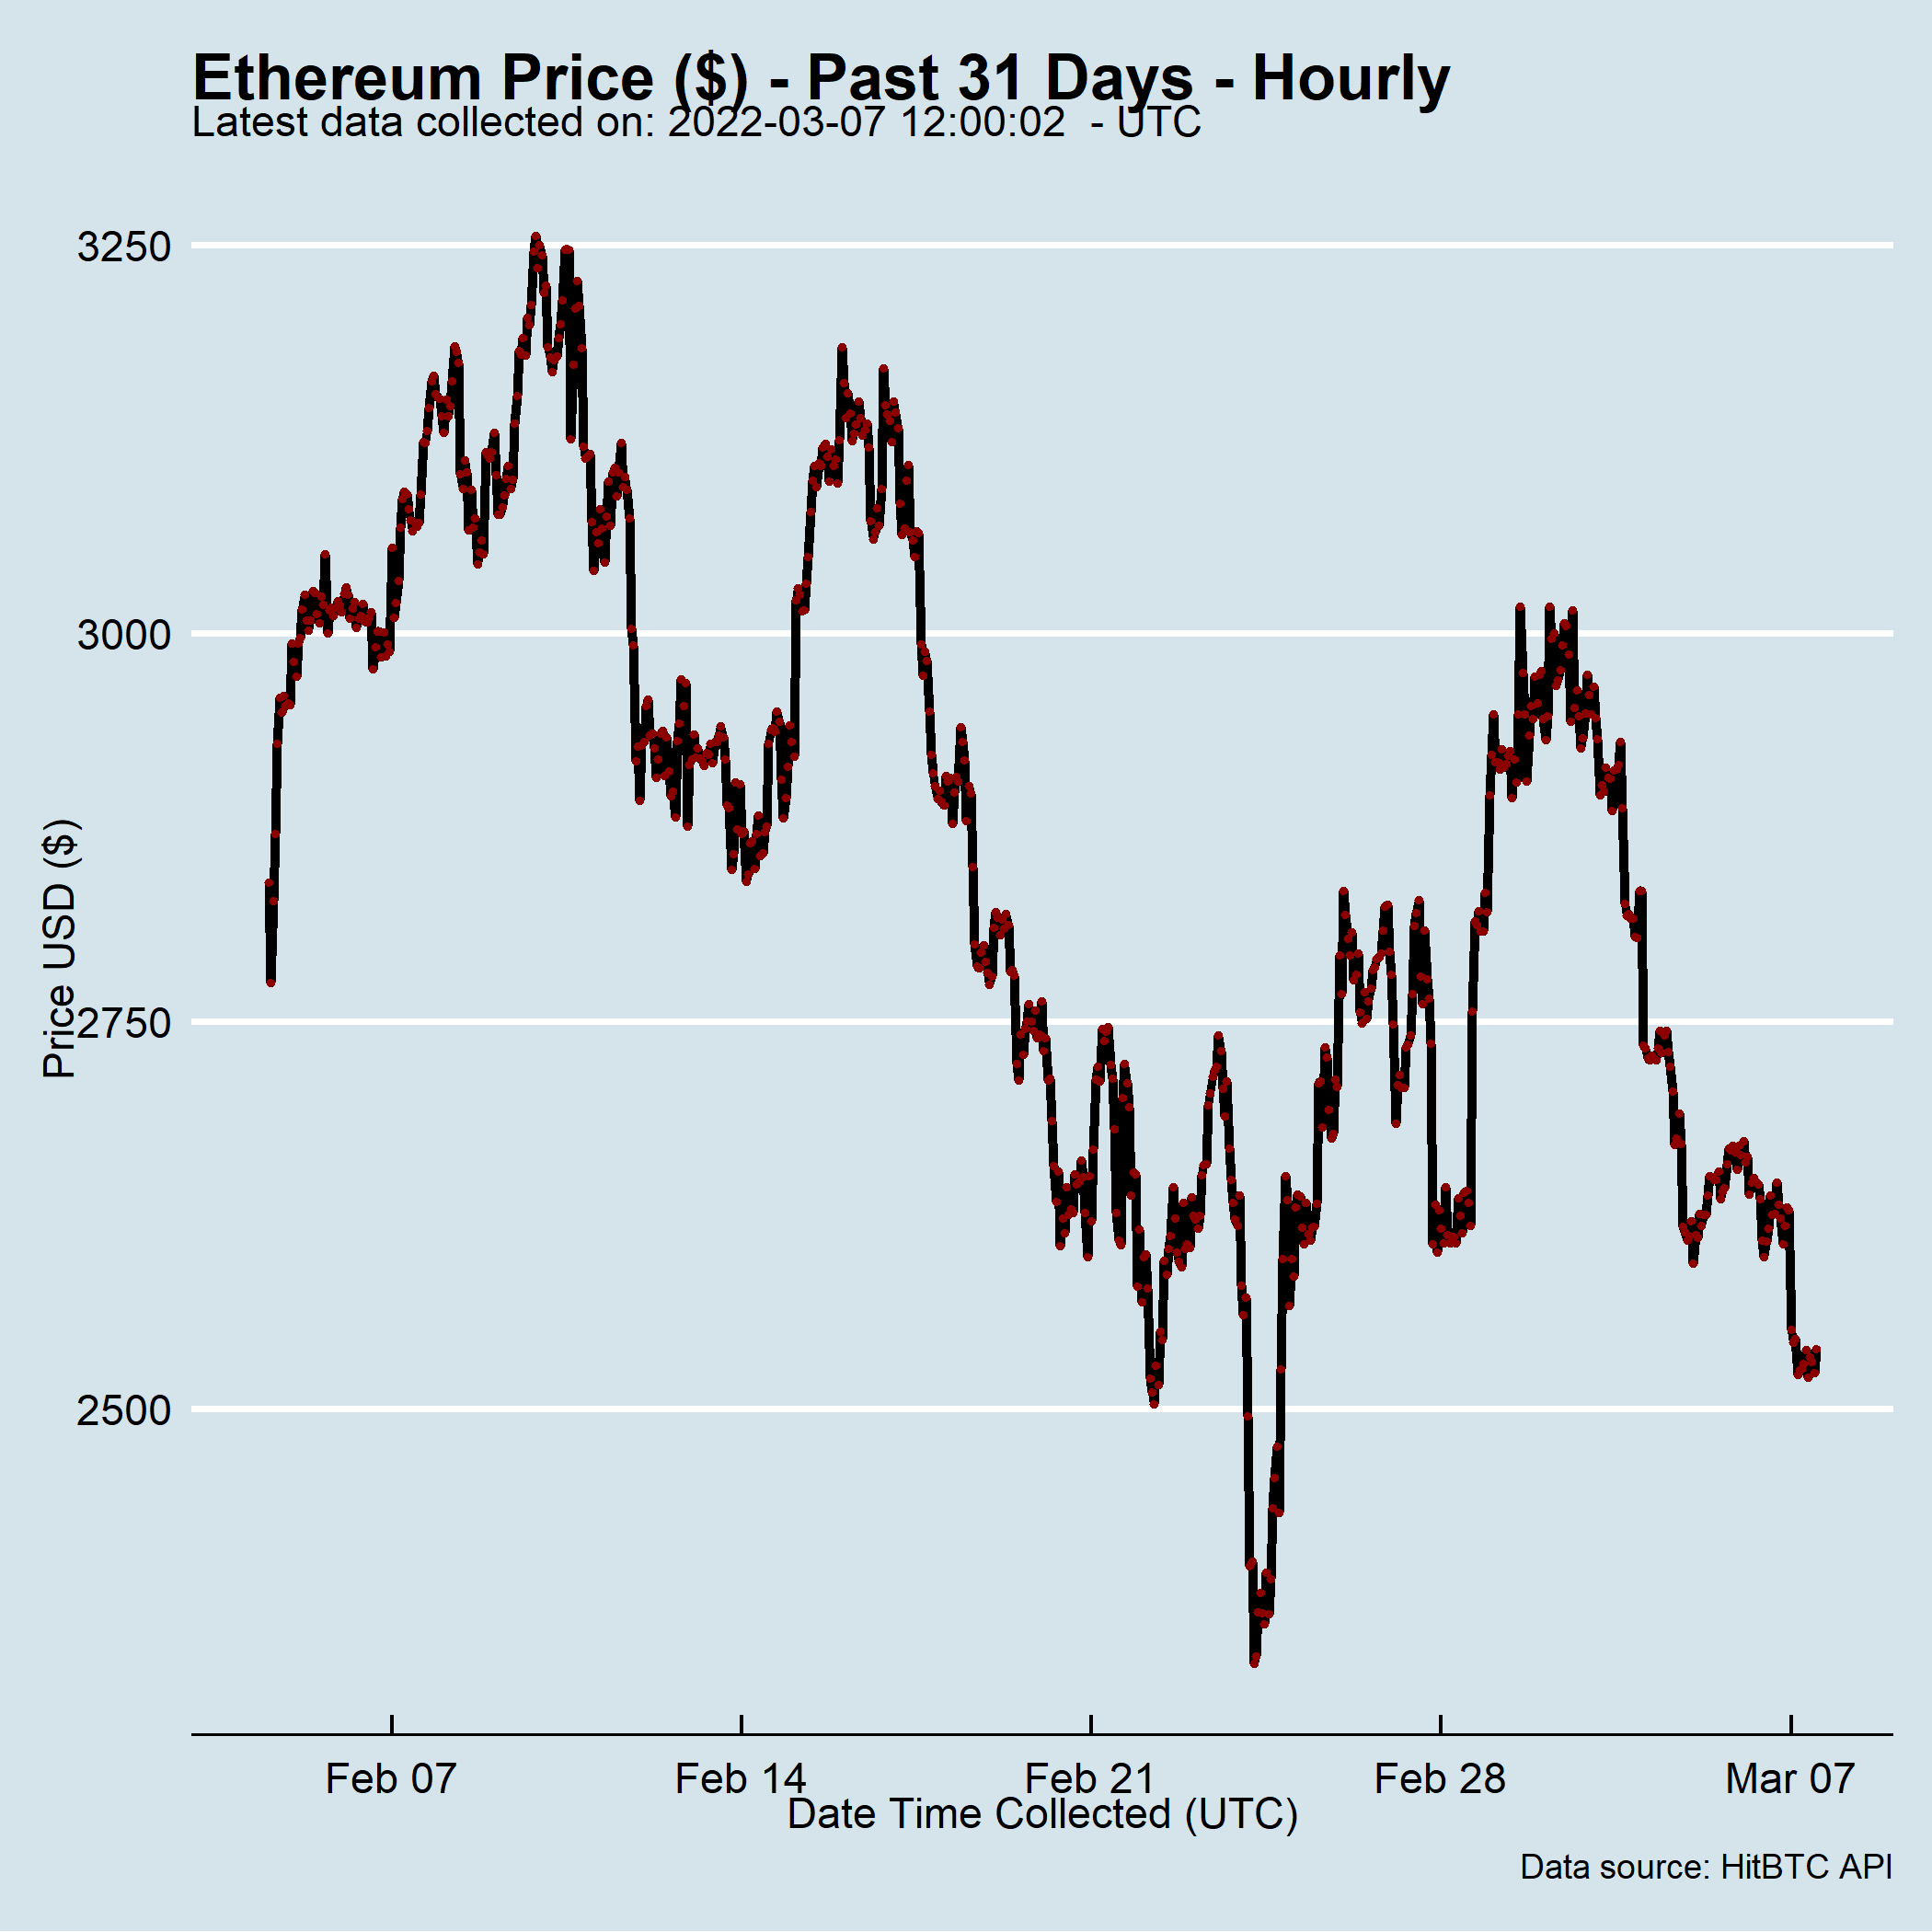 Ethereum Price ($) - Past 31 Days - Hourly
Latest data collected on: 2022-03-07 12:00:02  - UTC
3250
3000
2750
2500
Price USD ($)
Feb 07
Feb 14
Feb 21
Feb 28
Mar 07
Date Time Collected (UTC)
Data source: HitBTC API